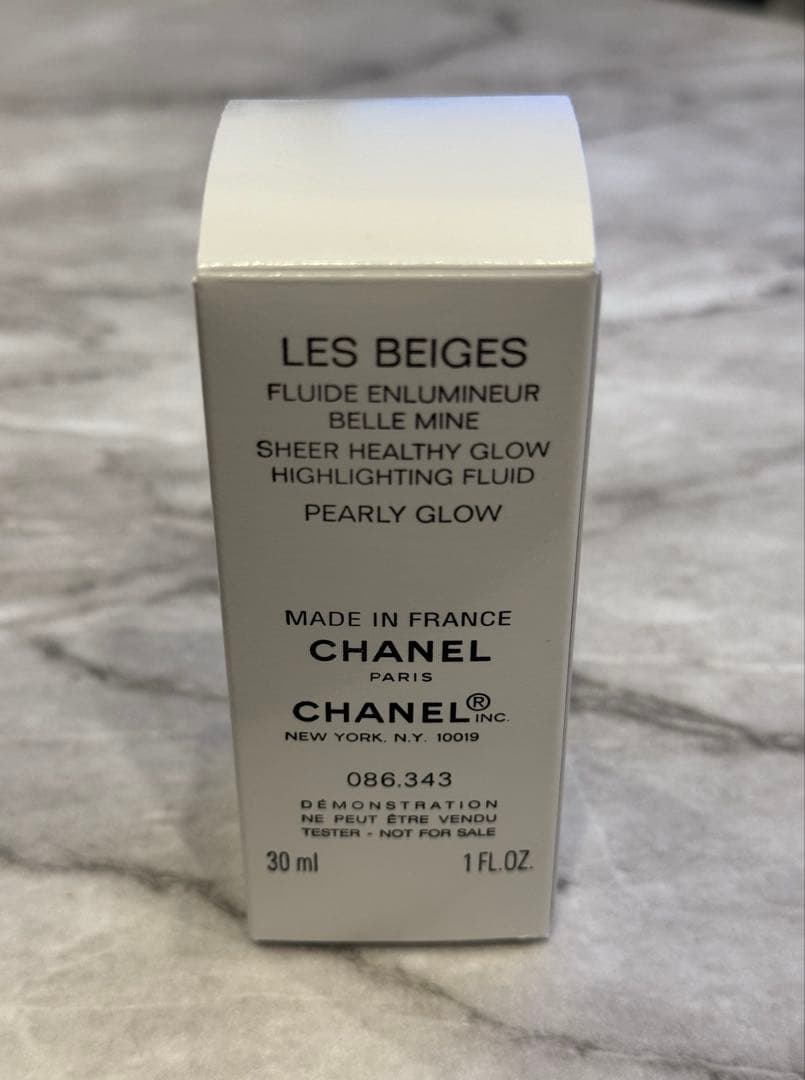 LES BEIGES
FLUIDE ENLUMINEUR
BELLE MINE
SHEER HEALTHY GLOW
HIGHLIGHTING FLUID
PEARLY GLOW
MADE IN FRANCE
CHANEL
PARIS
CHANEL® INC.
NEW YORK, N.Y. 10019
086.343
DÉMONSTRATION
NE PEUT ÊTRE VENDU
TESTER - NOT FOR SALE
30 ml 1 FL.OZ.